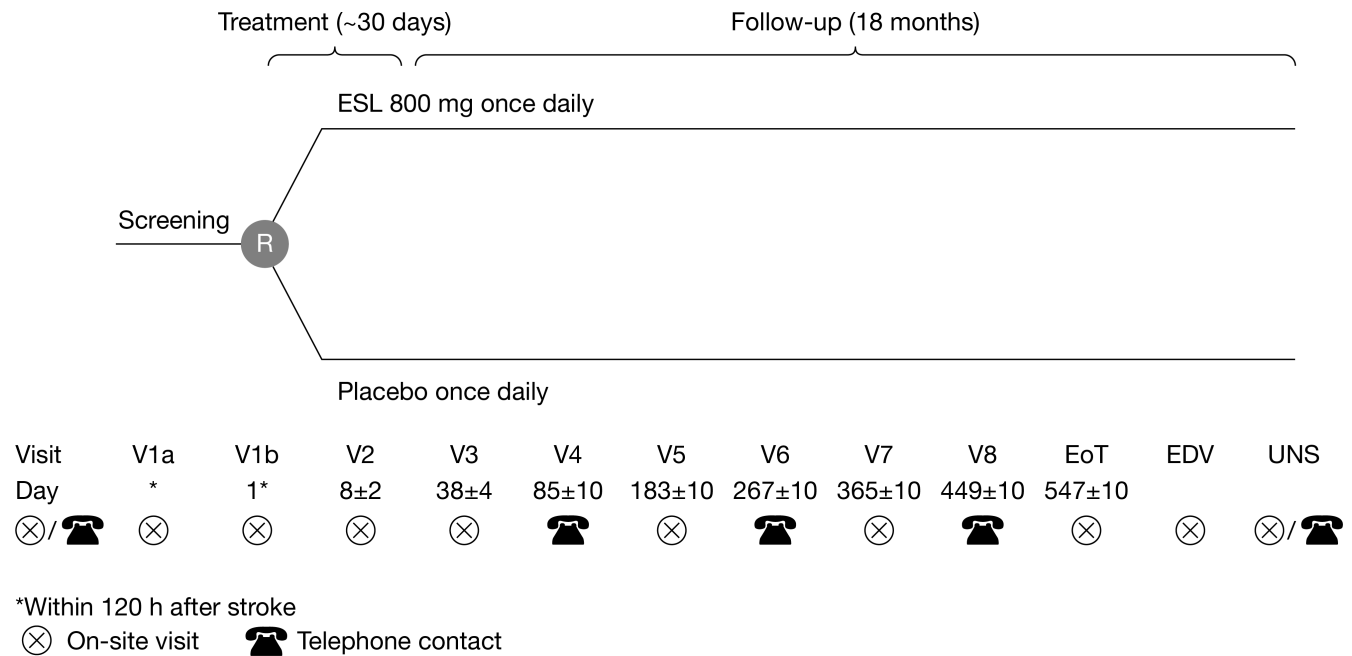 Treatment (~30 days) Follow-up (18 months)
ESL 800 mg once daily
Screening
R
Placebo once daily
Visit V1a V1b V2 V3 V4 V5 V6 V7 V8 EoT EDV UNS
Day * 1* 8±2 38±4 85±10 183±10 267±10 365±10 449±10 547±10
/ /
*Within 120 h after stroke
On-site visit Telephone contact